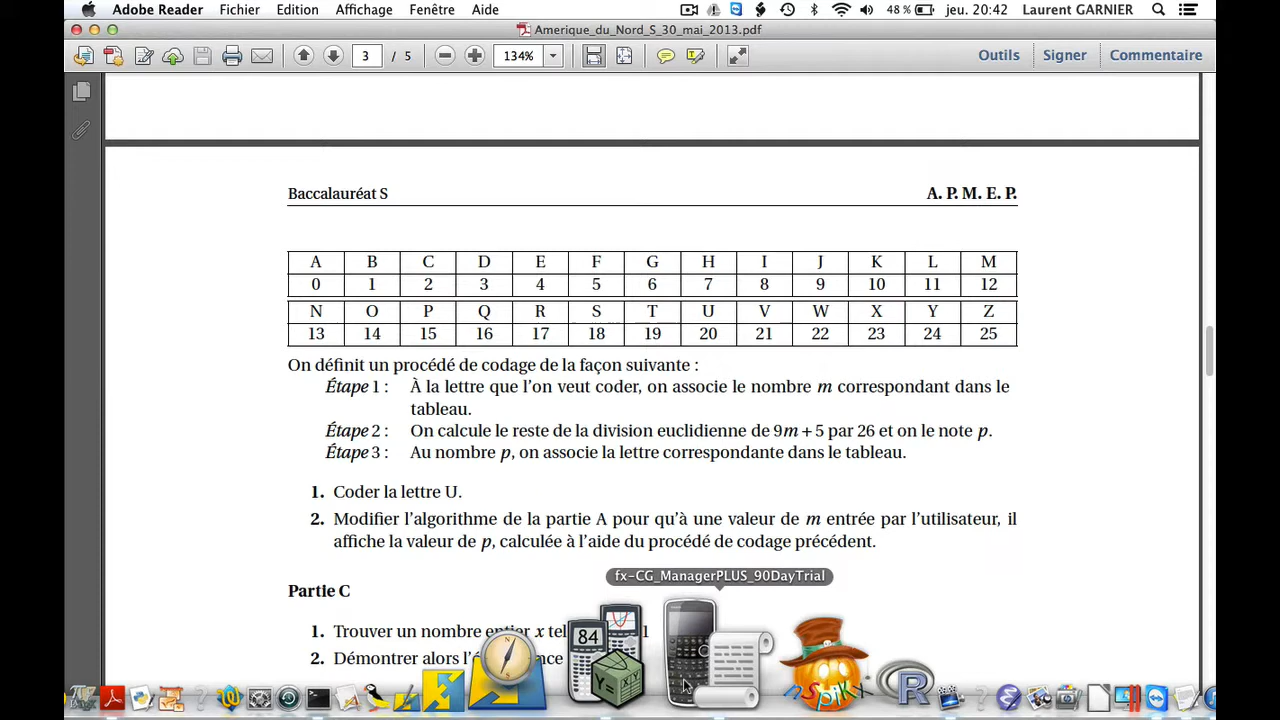 Adobe Reader Fichier Edition Affichage Fenêtre Aide 48 % jeu. 20:42 Laurent GARNIER
Amerique_du_Nord_S_30_mai_2013.pdf
3 / 5 134% Outils Signer Commentaire
Baccalauréat S A. P. M. E. P.
A B C D E F G H I J K L M
0 1 2 3 4 5 6 7 8 9 10 11 12
N O P Q R S T U V W X Y Z
13 14 15 16 17 18 19 20 21 22 23 24 25
On définit un procédé de codage de la façon suivante :
Étape 1 : À la lettre que l'on veut coder, on associe le nombre m correspondant dans le
tableau.
Étape 2 : On calcule le reste de la division euclidienne de 9m + 5 par 26 et on le note p.
Étape 3 : Au nombre p, on associe la lettre correspondante dans le tableau.
1. Coder la lettre U.
2. Modifier l'algorithme de la partie A pour qu'à une valeur de m entrée par l'utilisateur, il
affiche la valeur de p, calculée à l'aide du procédé de codage précédent.
fx-CG_ManagerPLUS_90DayTrial
Partie C
1. Trouver un nombre entier x tel 1
2. Démontrer alors l'é
84
Y= X,Y
nspikx
R